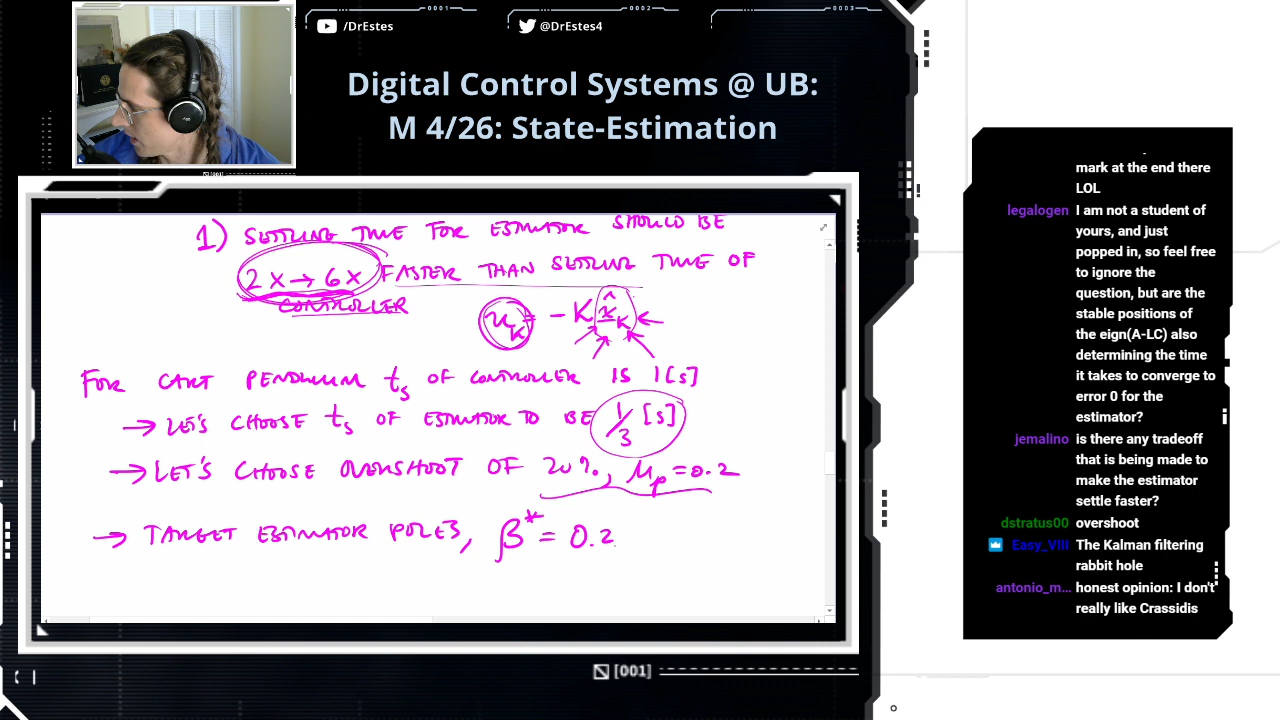 0001
0002
0003
/DrEstes
@DrEstes4
Digital Control Systems @ UB:
M 4/26: State-Estimation
1) SETTLING TIME FOR ESTIMATOR SHOULD BE
2X → 6X FASTER THAN SETTLING TIME OF
CONTROLLER
u_k = -K x̂_k ←
FOR CART PENDULUM t_s OF CONTROLLER IS 1[s]
→ LET'S CHOOSE t_s OF ESTIMATOR TO BE 1/3 [s]
→ LET'S CHOOSE OVERSHOOT OF 20%, M_p = 0.2
→ TARGET ESTIMATOR POLES, β* = 0.2
[001]
[001]
mark at the end there
LOL
legalogen I am not a student of
yours, and just
popped in, so feel free
to ignore the
question, but are the
stable positions of
the eign(A-LC) also
determining the time
it takes to converge to
error 0 for the
estimator?
jemalino is there any tradeoff
that is being made to
make the estimator
settle faster?
dstratus00 overshoot
Easy_VIII The Kalman filtering
rabbit hole
antonio_m... honest opinion: I don't
really like Crassidis